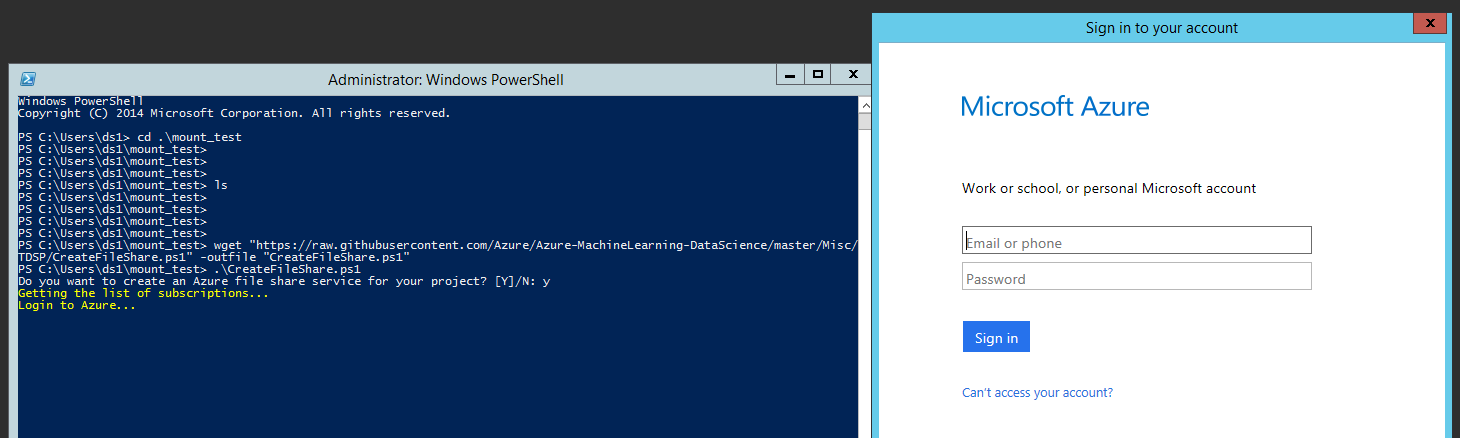 Administrator: Windows PowerShell
Windows PowerShell
Copyright (C) 2014 Microsoft Corporation. All rights reserved.
PS C:\Users\ds1> cd .\mount_test
PS C:\Users\ds1\mount_test>
PS C:\Users\ds1\mount_test>
PS C:\Users\ds1\mount_test>
PS C:\Users\ds1\mount_test> ls
PS C:\Users\ds1\mount_test>
PS C:\Users\ds1\mount_test>
PS C:\Users\ds1\mount_test>
PS C:\Users\ds1\mount_test>
PS C:\Users\ds1\mount_test> wget "https://raw.githubusercontent.com/Azure/Azure-MachineLearning-DataScience/master/Misc/
TDSP/CreateFileShare.ps1" -outfile "CreateFileShare.ps1"
PS C:\Users\ds1\mount_test> .\CreateFileShare.ps1
Do you want to create an Azure file share service for your project? [Y]/N: y
Getting the list of subscriptions...
Login to Azure...
Sign in to your account
x
Microsoft Azure
Work or school, or personal Microsoft account
Email or phone
Password
Sign in
Can't access your account?